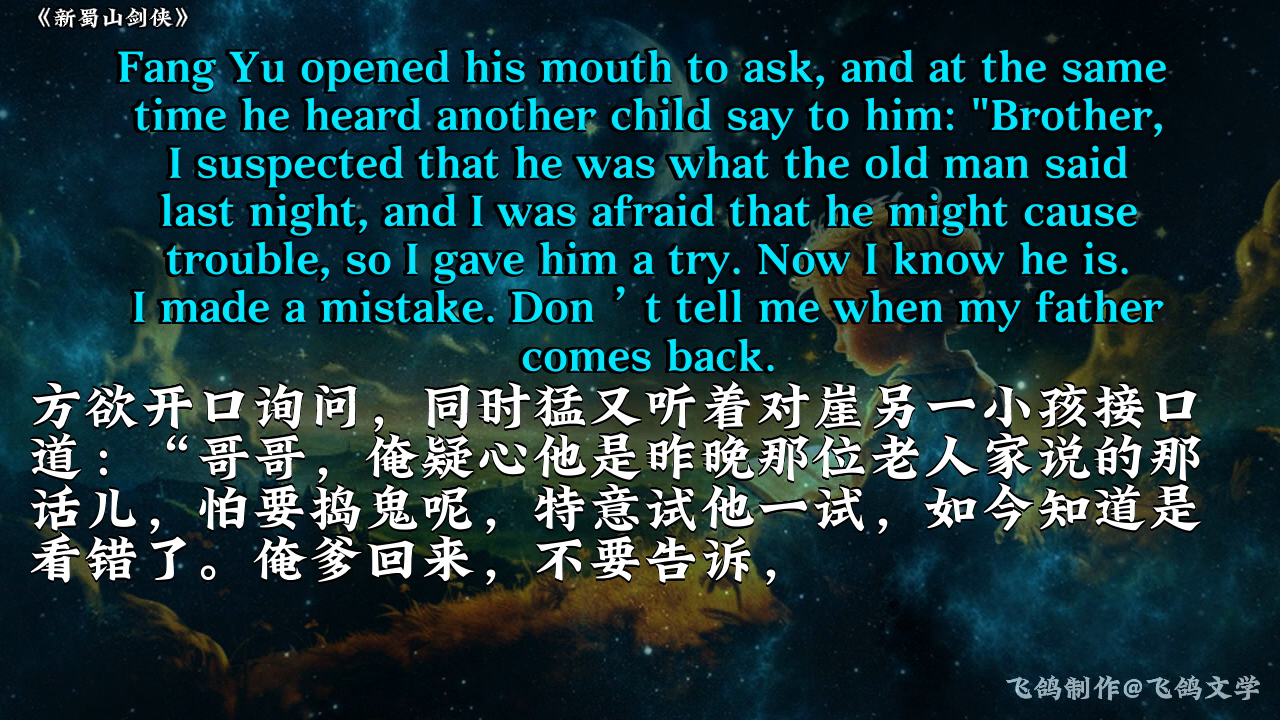 《新蜀山剑侠》
Fang Yu opened his mouth to ask, and at the same
time he heard another child say to him: "Brother,
I suspected that he was what the old man said
last night, and I was afraid that he might cause
trouble, so I gave him a try. Now I know he is.
I made a mistake. Don ’ t tell me when my father
comes back.
方欲开口询问，同时猛又听着对崖另一小孩接口
道：“哥哥，俺疑心他是昨晚那位老人家说的那
话儿，怕要捣鬼呢，特意试他一试，如今知道是
看错了。俺爹回来，不要告诉，
飞鸽制作@飞鸽文学